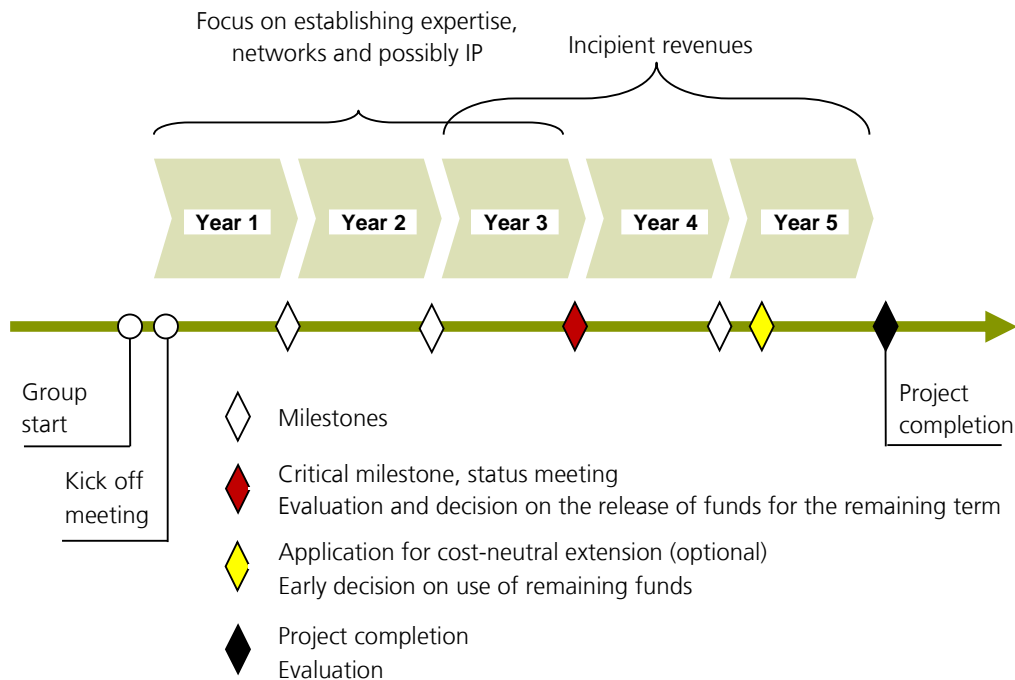 Focus on establishing expertise,
networks and possibly IP
Incipient revenues
Year 1
Year 2
Year 3
Year 4
Year 5
Group
start
Kick off
meeting
Project
completion
Milestones
Critical milestone, status meeting
Evaluation and decision on the release of funds for the remaining term
Application for cost-neutral extension (optional)
Early decision on use of remaining funds
Project completion
Evaluation